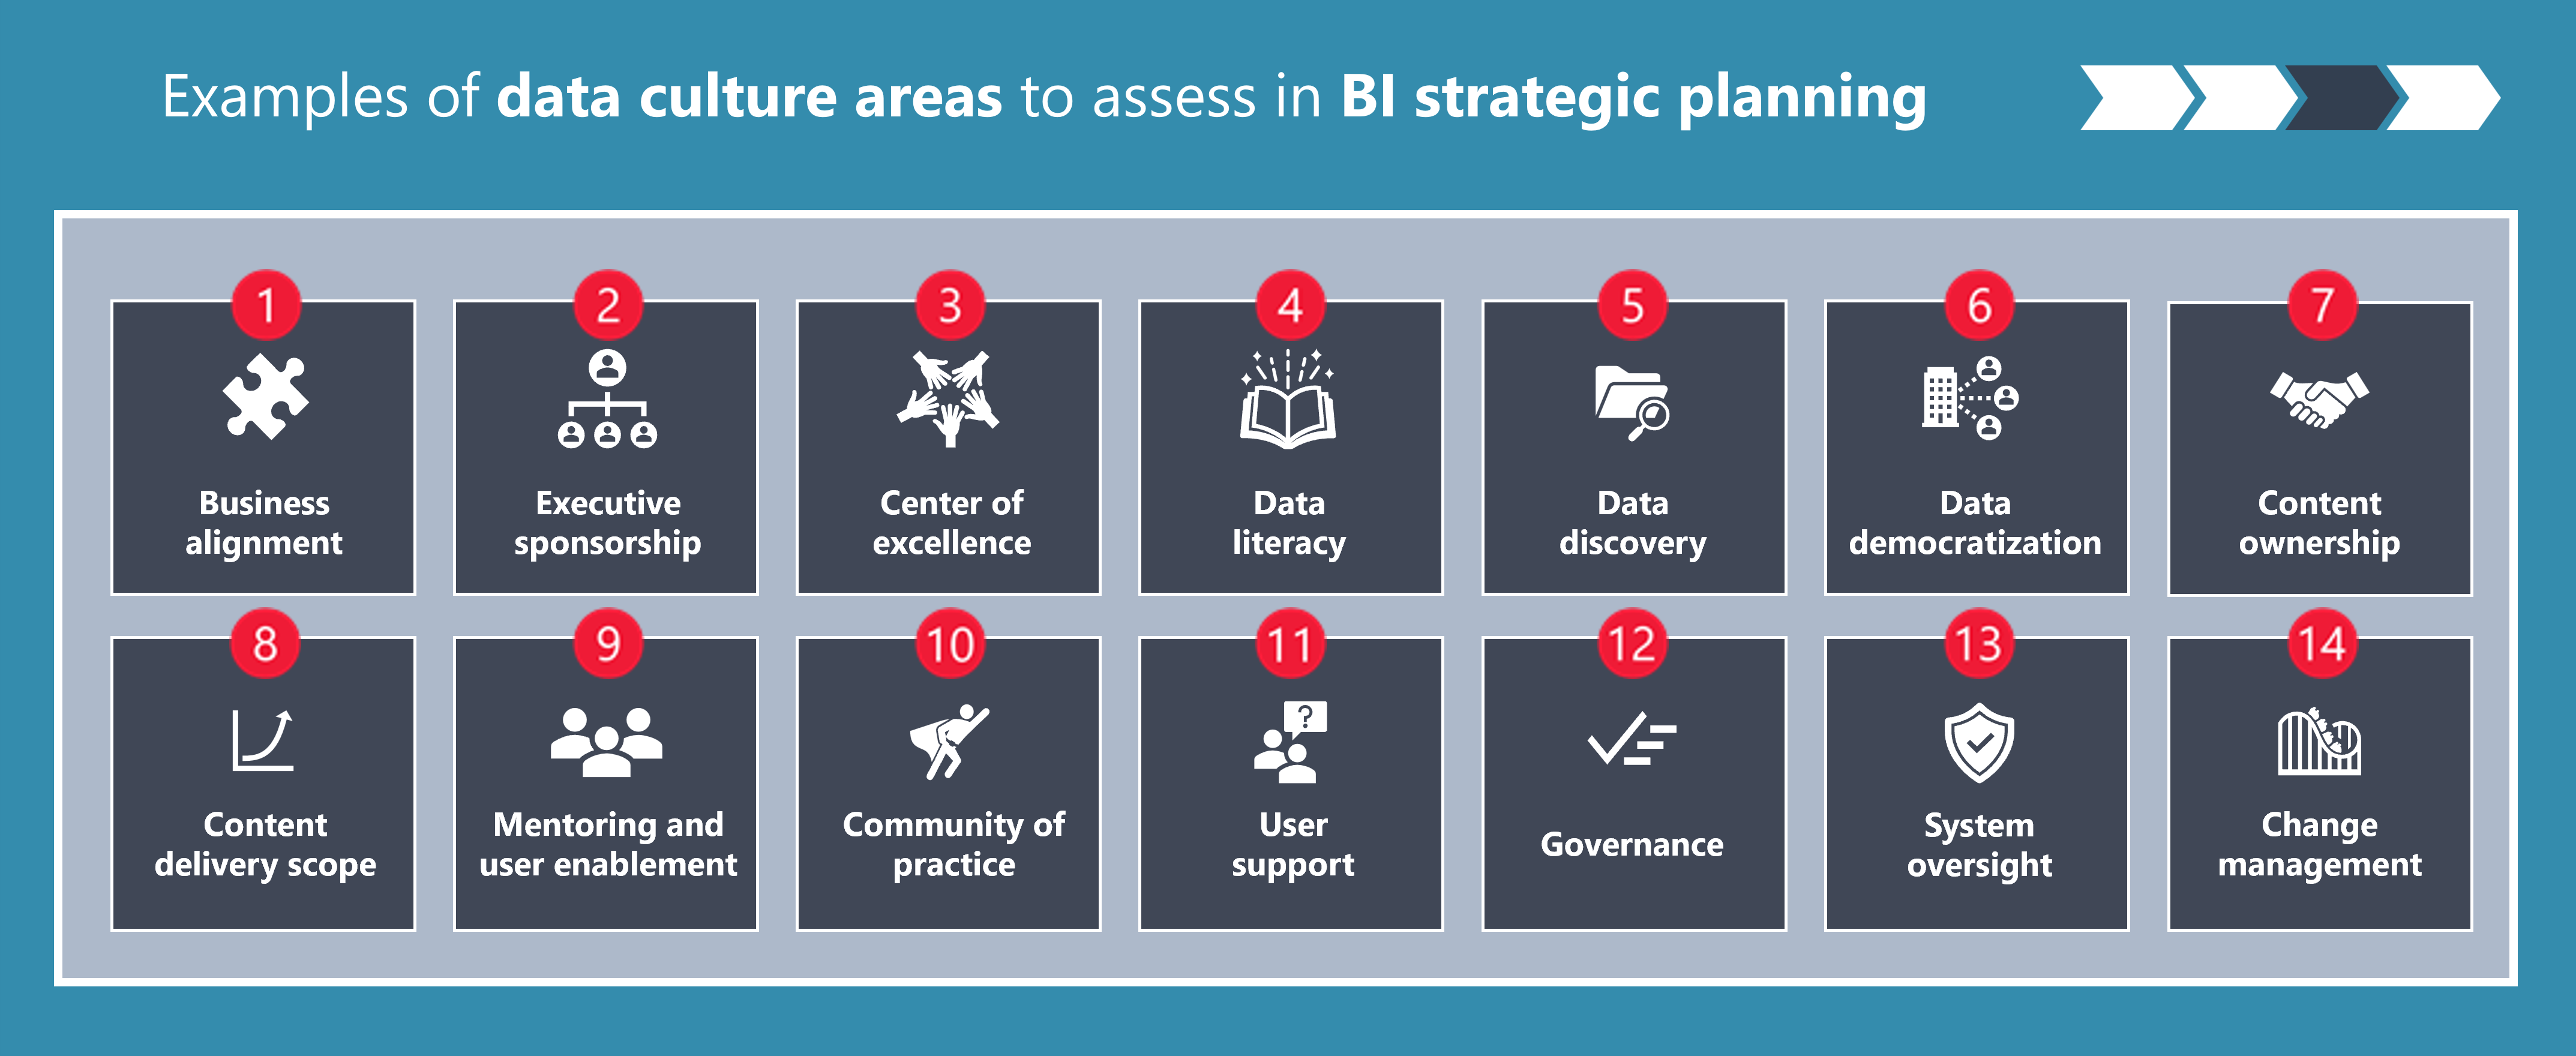 Examples of data culture areas to assess in BI strategic planning
1
Business
alignment
2
Executive
sponsorship
3
Center of
excellence
4
Data
literacy
5
Data
discovery
6
Data
democratization
7
Content
ownership
8
Content
delivery scope
9
Mentoring and
user enablement
10
Community of
practice
11
?
User
support
12
Governance
13
System
oversight
14
Change
management